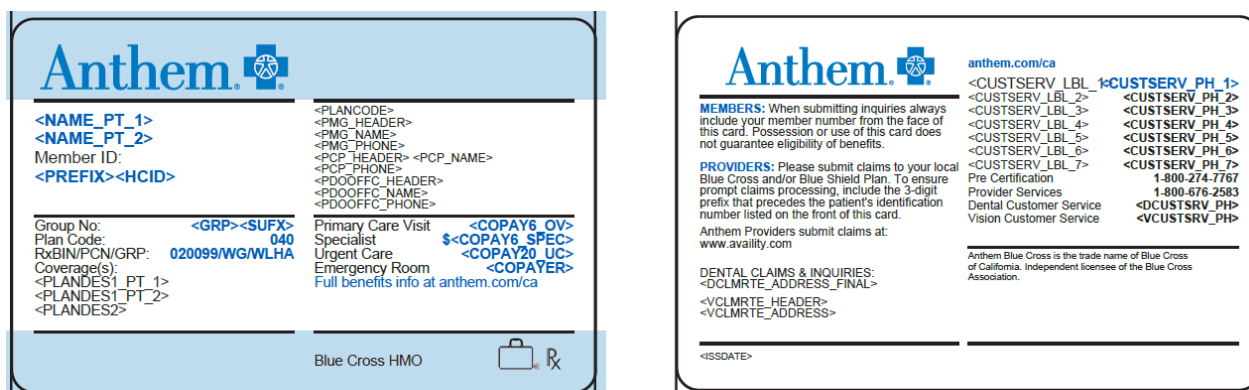 Anthem.
<NAME_PT_1>
<NAME_PT_2>
Member ID:
<PREFIX><HCID>
<PLANCODE>
<PMG_HEADER>
<PMG_NAME>
<PMG_PHONE>
<PCP_HEADER> <PCP_NAME>
<PCP_PHONE>
<PDOOFFC_HEADER>
<PDOOFFC_NAME>
<PDOOFFC_PHONE>
Group No: <GRP><SUFX>
Plan Code: 040
RxBIN/PCN/GRP: 020099/WG/WLHA
Coverage(s):
<PLANDES1_PT_1>
<PLANDES1_PT_2>
<PLANDES2>
Primary Care Visit <COPAY6_OV>
Specialist $<COPAY6_SPEC>
Urgent Care <COPAY20_UC>
Emergency Room <COPAYER>
Full benefits info at anthem.com/ca
Blue Cross HMO
Rx
Anthem.
MEMBERS: When submitting inquiries always
include your member number from the face of
this card. Possession or use of this card does
not guarantee eligibility of benefits.
PROVIDERS: Please submit claims to your local
Blue Cross and/or Blue Shield Plan. To ensure
prompt claims processing, include the 3-digit
prefix that precedes the patient's identification
number listed on the front of this card.
Anthem Providers submit claims at:
www.availity.com
DENTAL CLAIMS & INQUIRIES:
<DCLMRTE_ADDRESS_FINAL>
<VCLMRTE_HEADER>
<VCLMRTE_ADDRESS>
<ISSDATE>
anthem.com/ca
<CUSTSERV_LBL_1<CUSTSERV_PH_1>
<CUSTSERV_LBL_2> <CUSTSERV_PH_2>
<CUSTSERV_LBL_3> <CUSTSERV_PH_3>
<CUSTSERV_LBL_4> <CUSTSERV_PH_4>
<CUSTSERV_LBL_5> <CUSTSERV_PH_5>
<CUSTSERV_LBL_6> <CUSTSERV_PH_6>
<CUSTSERV_LBL_7> <CUSTSERV_PH_7>
Pre Certification 1-800-274-7767
Provider Services 1-800-676-2583
Dental Customer Service <DCUSTSRV_PH>
Vision Customer Service <VCUSTSRV_PH>
Anthem Blue Cross is the trade name of Blue Cross
of California. Independent licensee of the Blue Cross
Association.